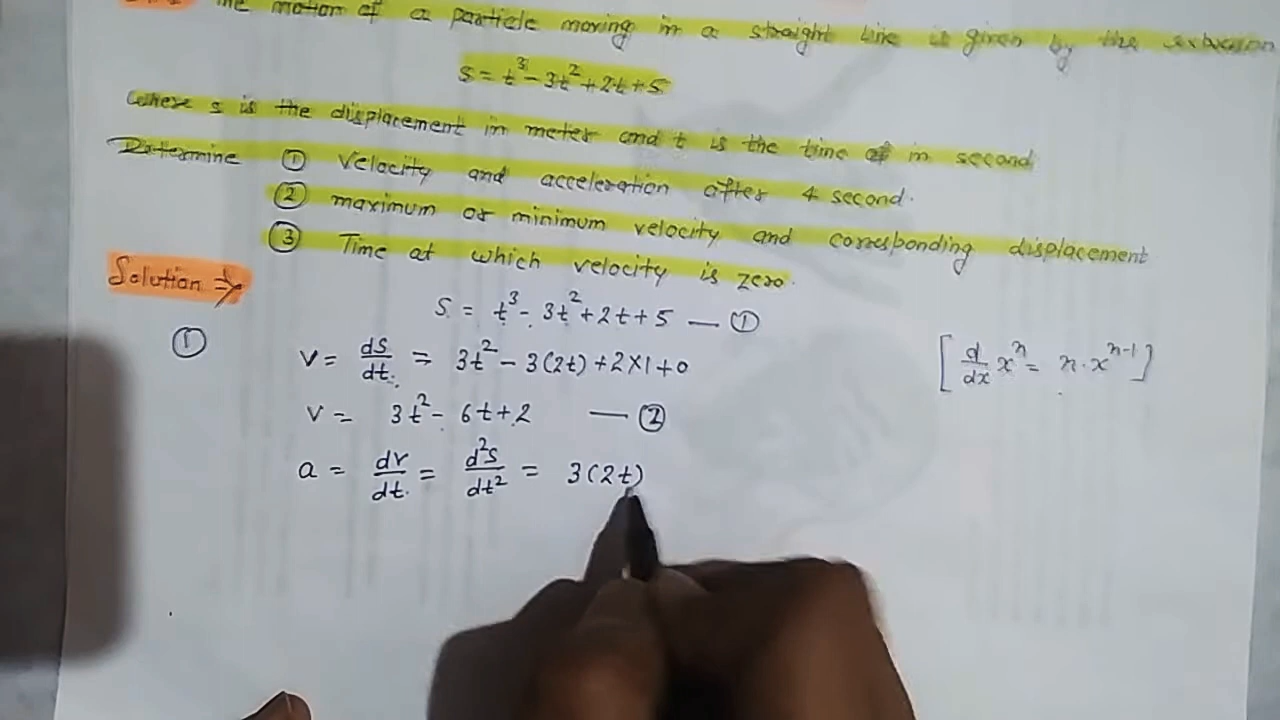 The motion of a particle moving in a straight line is given by the
S = t³ - 3t² + 2t + 5
Where s is the displacement in meter and t is the time of in second
Determine ① Velocity and acceleration after 4 second.
② maximum or minimum velocity and corresponding displacement
③ Time at which velocity is zero.
Solution ⇒
S = t³ - 3t² + 2t + 5 — ①
①
V = dS/dt = 3t² - 3(2t) + 2×1 + 0
[d/dx xⁿ = n·xⁿ⁻¹]
V = 3t² - 6t + 2 — ②
a = dv/dt = d²S/dt² = 3(2t)